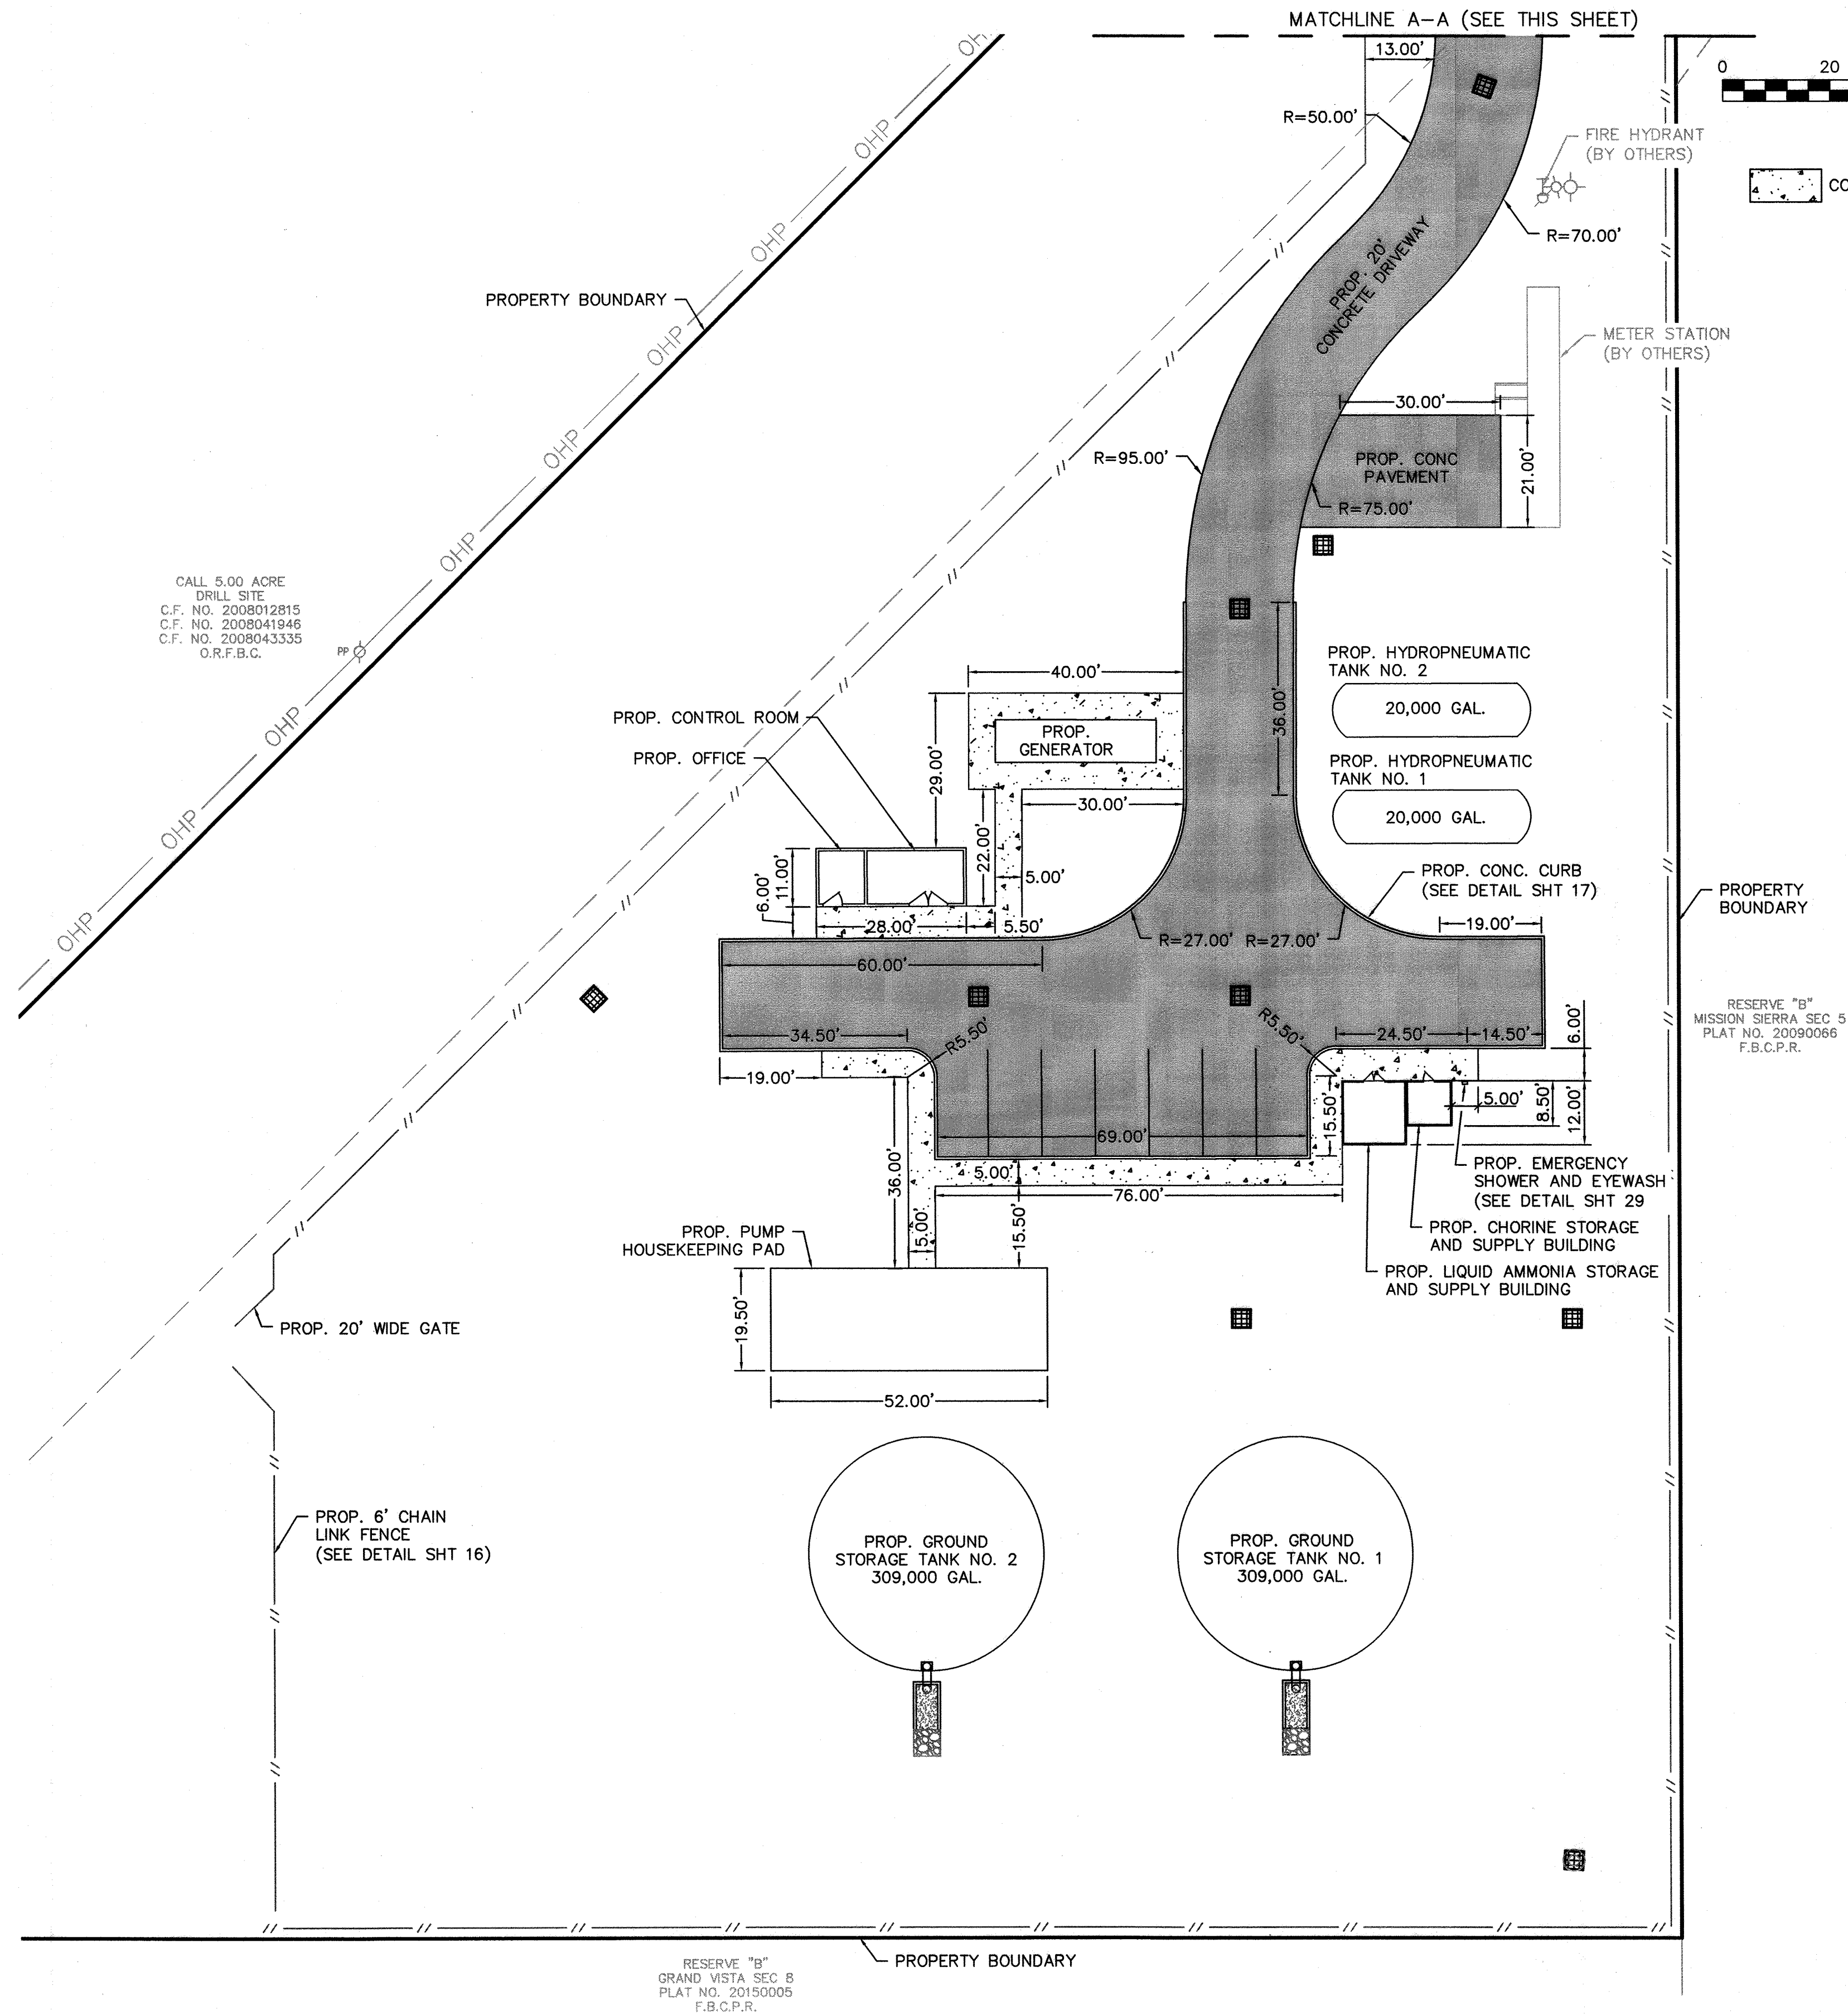 MATCHLINE A-A (SEE THIS SHEET)
13.00'
0 20
R=50.00'
FIRE HYDRANT
(BY OTHERS)
R=70.00'
OHP
OHP
OHP
OHP
OHP
OHP
OHP
OHP
OHP
OHP
PROPERTY BOUNDARY
PROP. 20'
CONCRETE DRIVEWAY
METER STATION
(BY OTHERS)
30.00'
R=95.00'
PROP. CONC
PAVEMENT
21.00'
R=75.00'
CALL 5.00 ACRE
DRILL SITE
C.F. NO. 2008012815
C.F. NO. 2008041946
C.F. NO. 2008043335
O.R.F.B.C.
PP
PROP. HYDROPNEUMATIC
TANK NO. 2
20,000 GAL.
40.00'
36.00'
PROP. CONTROL ROOM
PROP.
GENERATOR
PROP. OFFICE
29.00'
PROP. HYDROPNEUMATIC
TANK NO. 1
20,000 GAL.
30.00'
22.00'
11.00'
6.00'
5.00'
PROP. CONC. CURB
(SEE DETAIL SHT 17)
PROPERTY
BOUNDARY
28.00'
5.50'
19.00'
R=27.00'
R=27.00'
60.00'
RESERVE "B"
MISSION SIERRA SEC 5
PLAT NO. 20090066
F.B.C.P.R.
34.50'
R5.50'
R5.50'
24.50'
14.50'
6.00'
19.00'
15.50'
5.00'
8.50'
12.00'
69.00'
36.00'
5.00'
76.00'
PROP. EMERGENCY
SHOWER AND EYEWASH
(SEE DETAIL SHT 29
PROP. PUMP
HOUSEKEEPING PAD
5.00'
15.50'
PROP. CHORINE STORAGE
AND SUPPLY BUILDING
PROP. LIQUID AMMONIA STORAGE
AND SUPPLY BUILDING
19.50'
PROP. 20' WIDE GATE
52.00'
PROP. 6' CHAIN
LINK FENCE
(SEE DETAIL SHT 16)
PROP. GROUND
STORAGE TANK NO. 2
309,000 GAL.
PROP. GROUND
STORAGE TANK NO. 1
309,000 GAL.
PROPERTY BOUNDARY
RESERVE "B"
GRAND VISTA SEC 8
PLAT NO. 20150005
F.B.C.P.R.